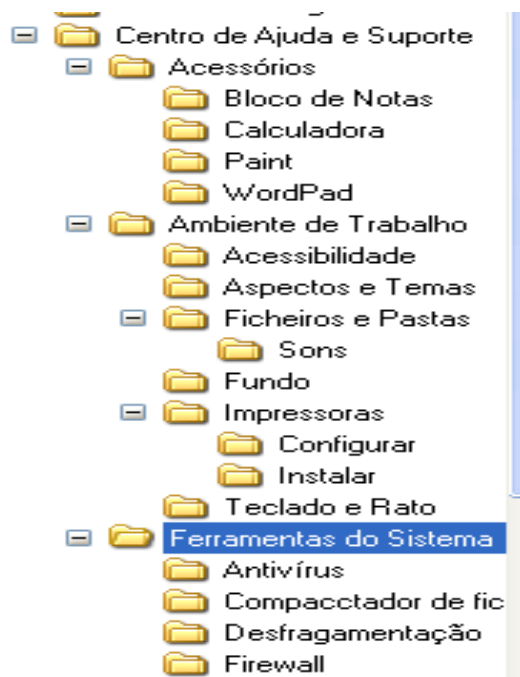 Centro de Ajuda e Suporte
Acessórios
Bloco de Notas
Calculadora
Paint
WordPad
Ambiente de Trabalho
Acessibilidade
Aspectos e Temas
Ficheiros e Pastas
Sons
Fundo
Impressoras
Configurar
Instalar
Teclado e Rato
Ferramentas do Sistema
Antivírus
Compacctador de fic
Desfragamentação
Firewall